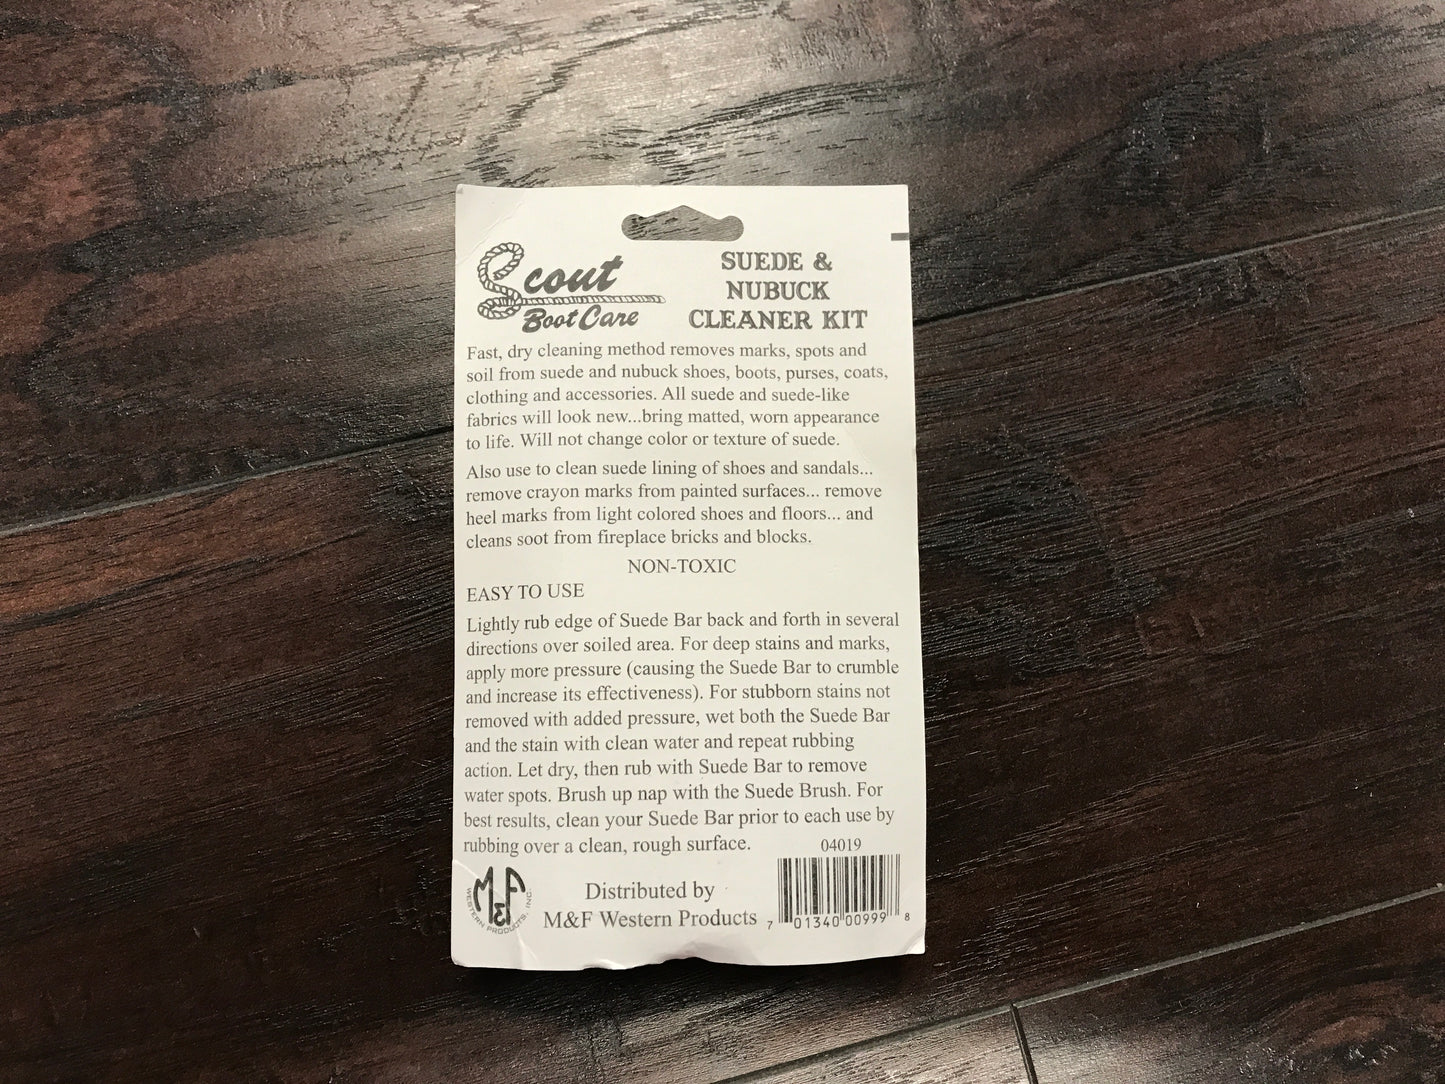 Scout
Boot Care
SUEDE &
NUBUCK
CLEANER KIT
Fast, dry cleaning method removes marks, spots and
soil from suede and nubuck shoes, boots, purses, coats,
clothing and accessories. All suede and suede-like
fabrics will look new...bring matted, worn appearance
to life. Will not change color or texture of suede.
Also use to clean suede lining of shoes and sandals...
remove crayon marks from painted surfaces... remove
heel marks from light colored shoes and floors... and
cleans soot from fireplace bricks and blocks.
NON-TOXIC
EASY TO USE
Lightly rub edge of Suede Bar back and forth in several
directions over soiled area. For deep stains and marks,
apply more pressure (causing the Suede Bar to crumble
and increase its effectiveness). For stubborn stains not
removed with added pressure, wet both the Suede Bar
and the stain with clean water and repeat rubbing
action. Let dry, then rub with Suede Bar to remove
water spots. Brush up nap with the Suede Brush. For
best results, clean your Suede Bar prior to each use by
rubbing over a clean, rough surface.
04019
M&F
WESTERN PRODUCTS, INC.
Distributed by
M&F Western Products
7 01340 00999 8